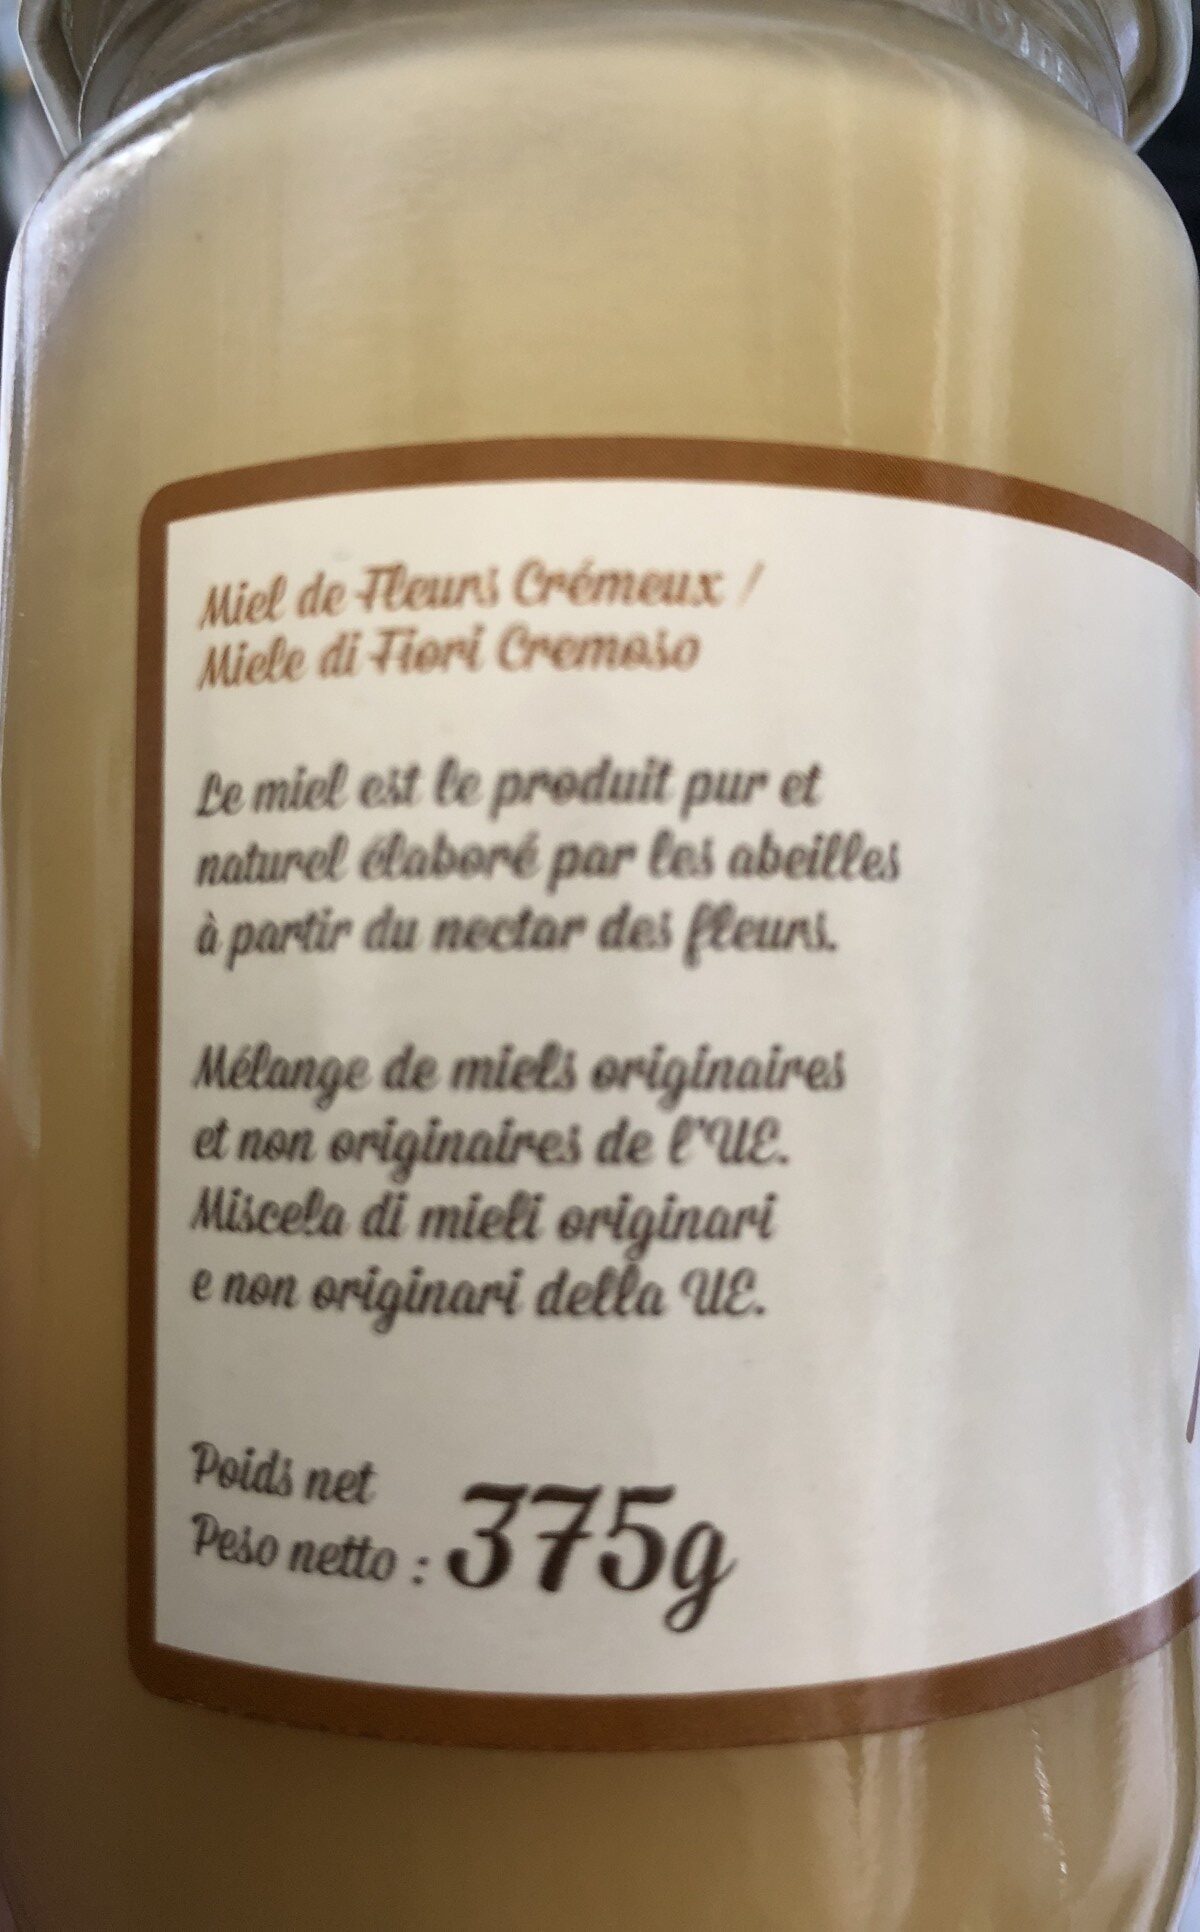 Miel de Fleurs Crémeux /
Miele di Fiori Cremoso
Le miel est le produit pur et
naturel élaboré par les abeilles
à partir du nectar des fleurs.
Mélange de miels originaires
et non originaires de l'UE.
Miscela di mieli originari
e non originari della UE.
Poids net
Peso netto : 375g